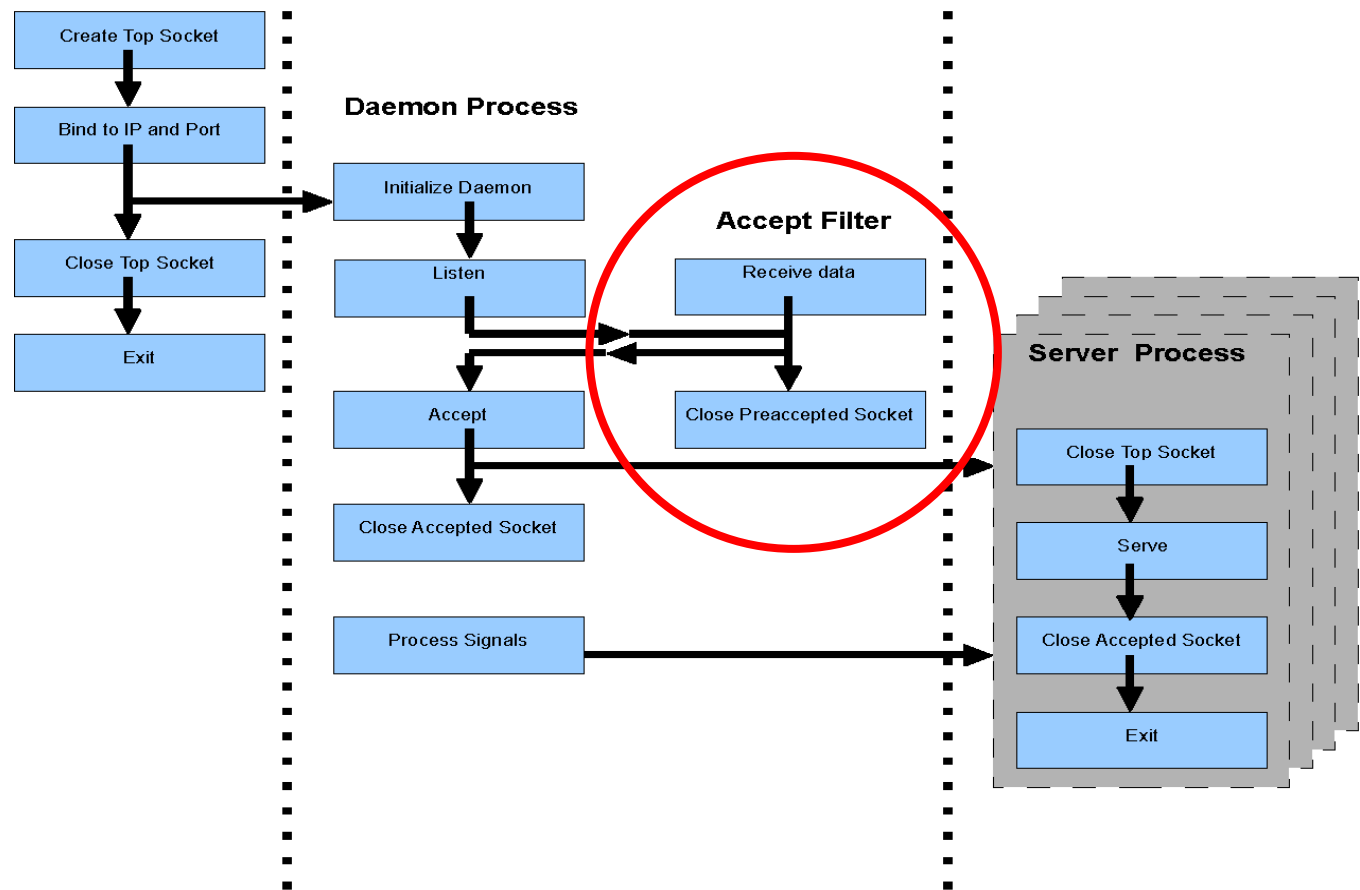 Create Top Socket
Bind to IP and Port
Close Top Socket
Exit
Daemon Process
Initialize Daemon
Listen
Accept
Close Accepted Socket
Process Signals
Accept Filter
Receive data
Close Preaccepted Socket
Server Process
Close Top Socket
Serve
Close Accepted Socket
Exit